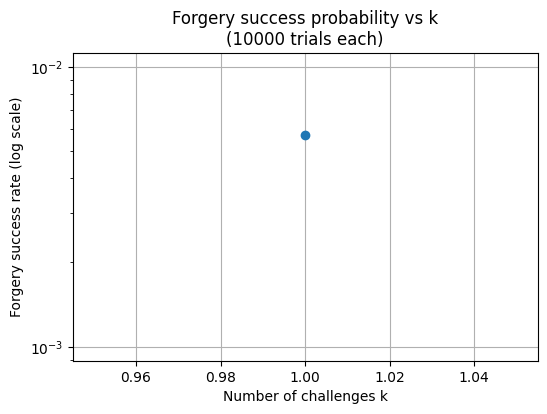 Forgery success probability vs k
(10000 trials each)
Forgery success rate (log scale)
10⁻²
10⁻³
0.96 0.98 1.00 1.02 1.04
Number of challenges k